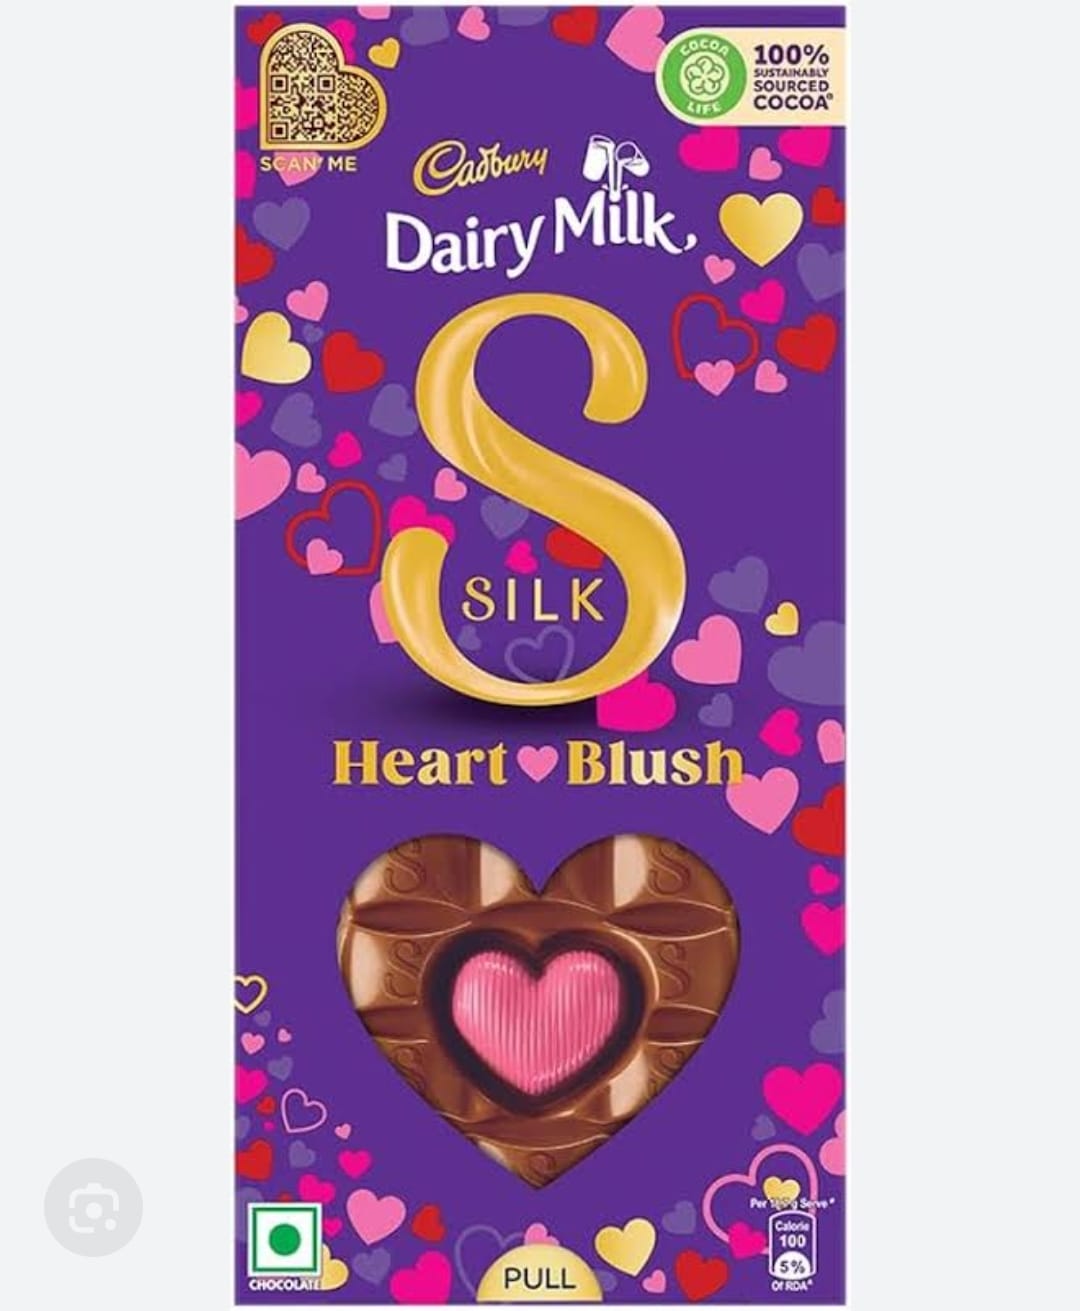 SCAN ME
COCOA
LIFE
100%
SUSTAINABLY
SOURCED
COCOA
Cadbury
Dairy Milk
S
SILK
Heart Blush
S
S
S
S
CHOCOLATE
PULL
Per Serve*
Calorie
100
5%
Of RDA*